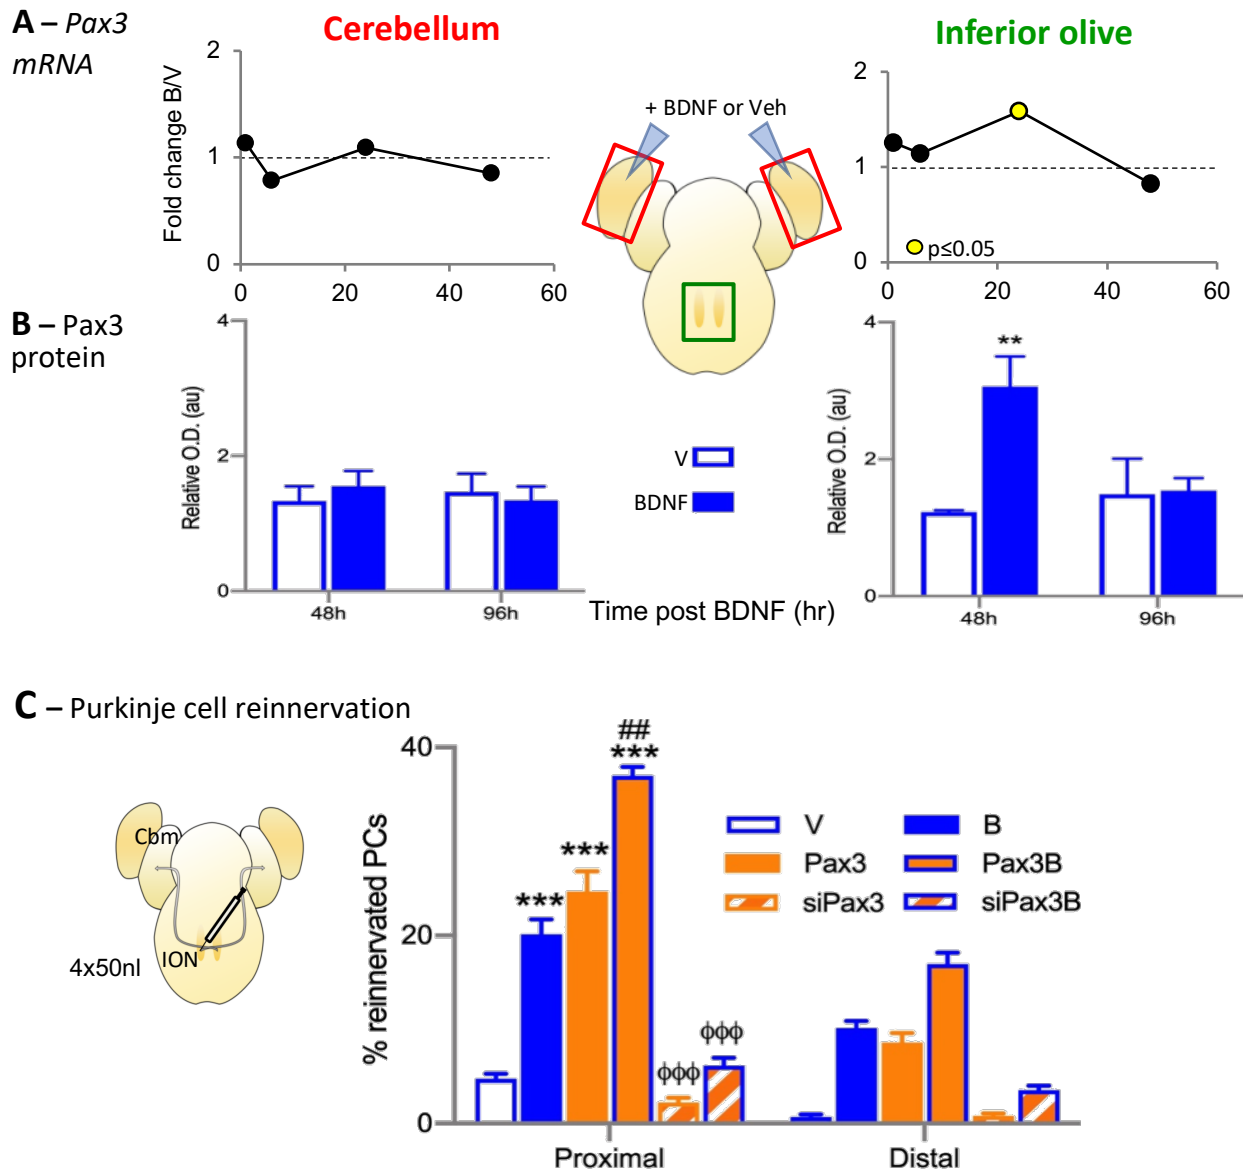 A – Pax3
mRNA
Cerebellum
Inferior olive
Fold change B/V
2
1
0
0 20 40 60
+ BDNF or Veh
2
1
0
p≤0.05
0 20 40 60
B – Pax3
protein
Relative O.D. (au)
4
2
0
48h 96h
V
BDNF
Time post BDNF (hr)
Relative O.D. (au)
4
2
0
**
48h 96h
C – Purkinje cell reinnervation
Cbm
ION
4x50nl
% reinnervated PCs
40
20
0
***
***
##
***
ϕϕϕ
ϕϕϕ
V B
Pax3 Pax3B
siPax3 siPax3B
Proximal Distal